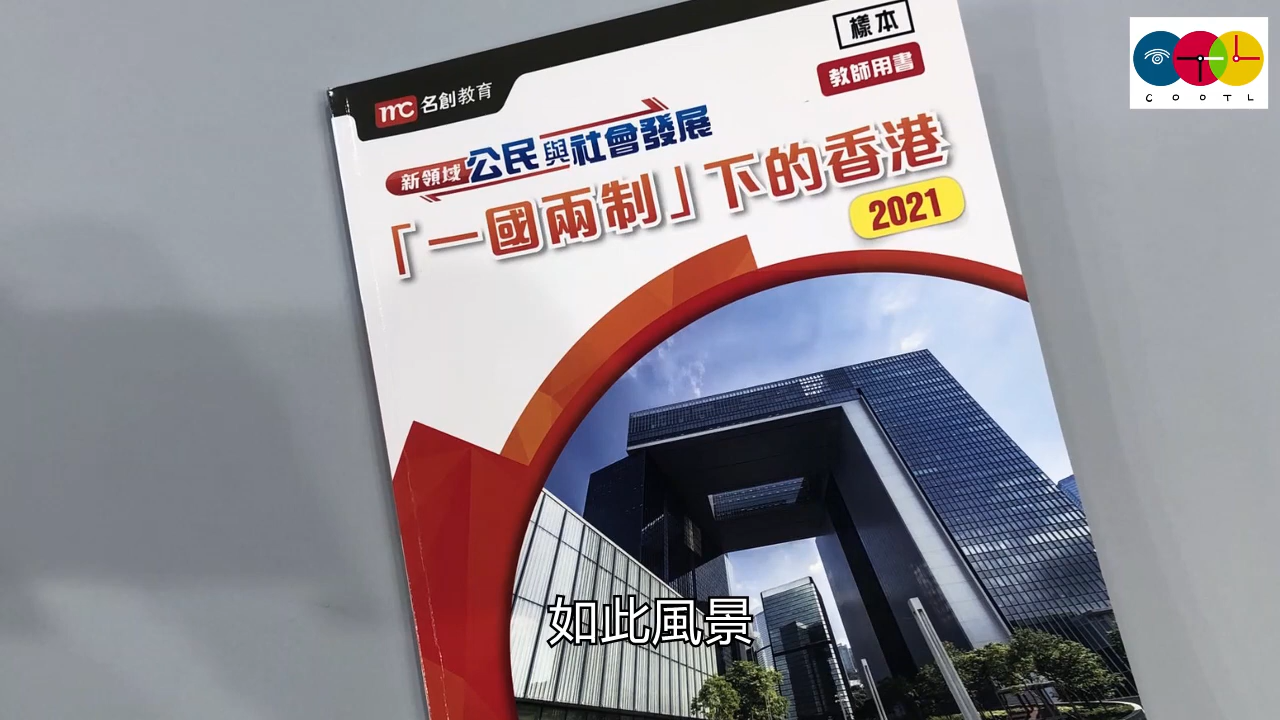 樣本
教師用書
mc 名創教育
新領域 公民與社會發展
「一國兩制」下的香港
2021
如此風景
COOTL